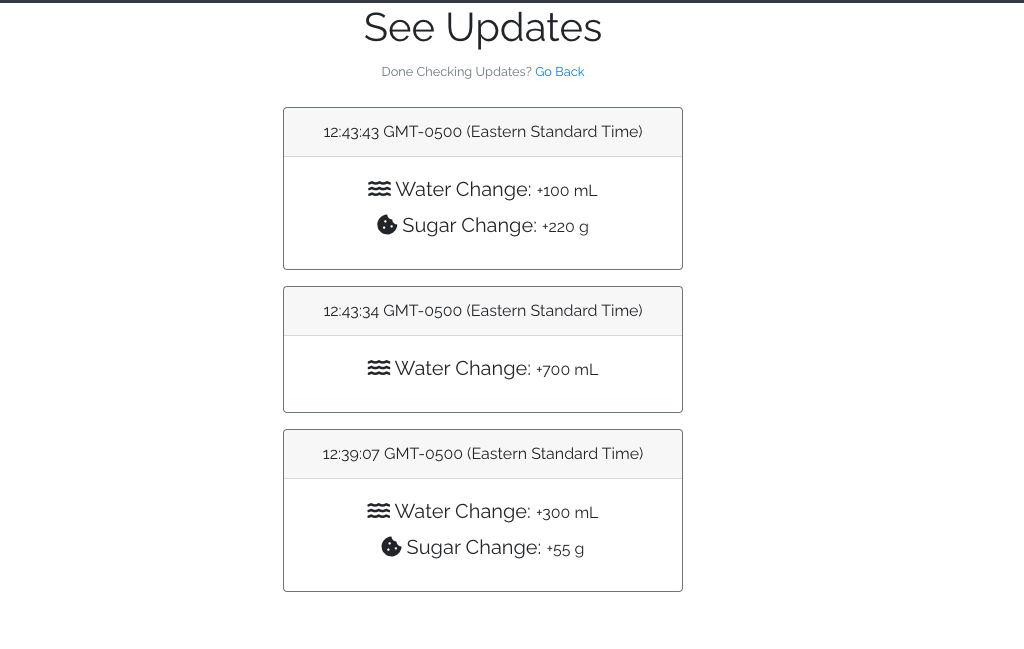 See Updates
Done Checking Updates? Go Back
12:43:43 GMT-0500 (Eastern Standard Time)
Water Change: +100 mL
Sugar Change: +220 g
12:43:34 GMT-0500 (Eastern Standard Time)
Water Change: +700 mL
12:39:07 GMT-0500 (Eastern Standard Time)
Water Change: +300 mL
Sugar Change: +55 g